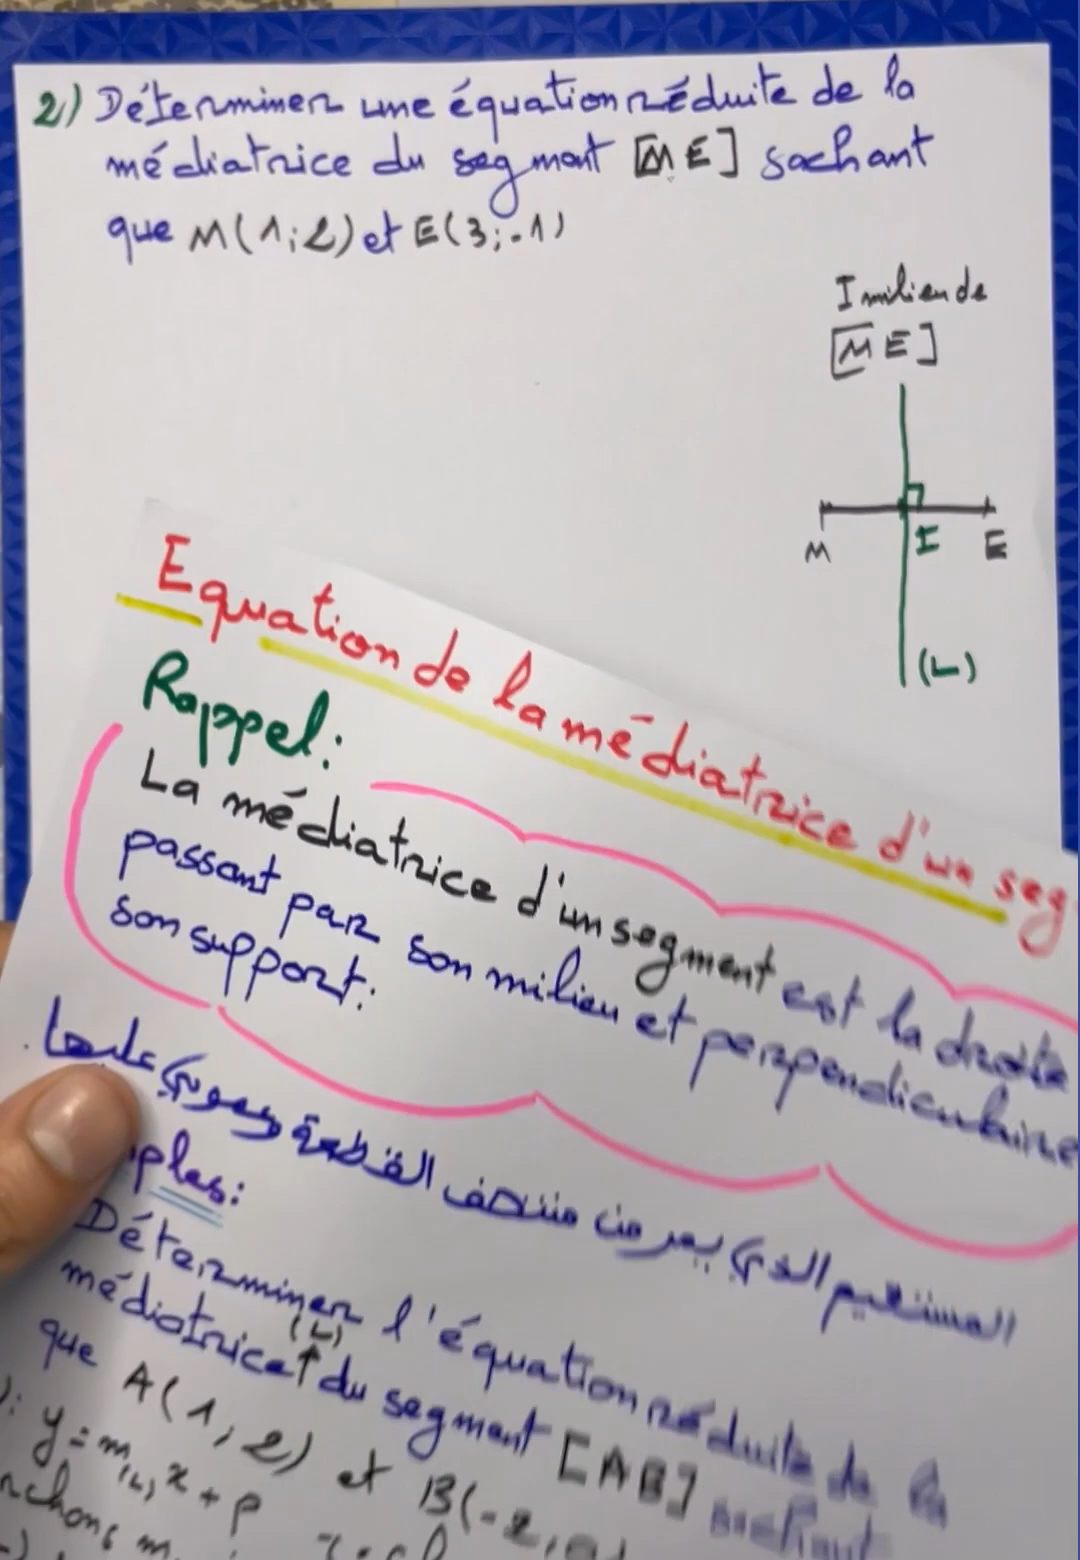 2) Déterminer une équation réduite de la
médiatrice du segment [ME] sachant
que M(1;2) et E(3;-1)
I milieu de
[ME]
M
I
E
(L)
Equation de la médiatrice d'un seg
Rappel:
La médiatrice d'un segment est la droite
passant par son milieu et perpendiculaire
son support:
المستقيم الذي يمر من منتصف القطعة وعمودي عليها
ples:
Déterminer l'équation réduite de la
médiatrice (L) du segment [AB]
que A(1,2) et B(-2,
): y=m(L) x + p